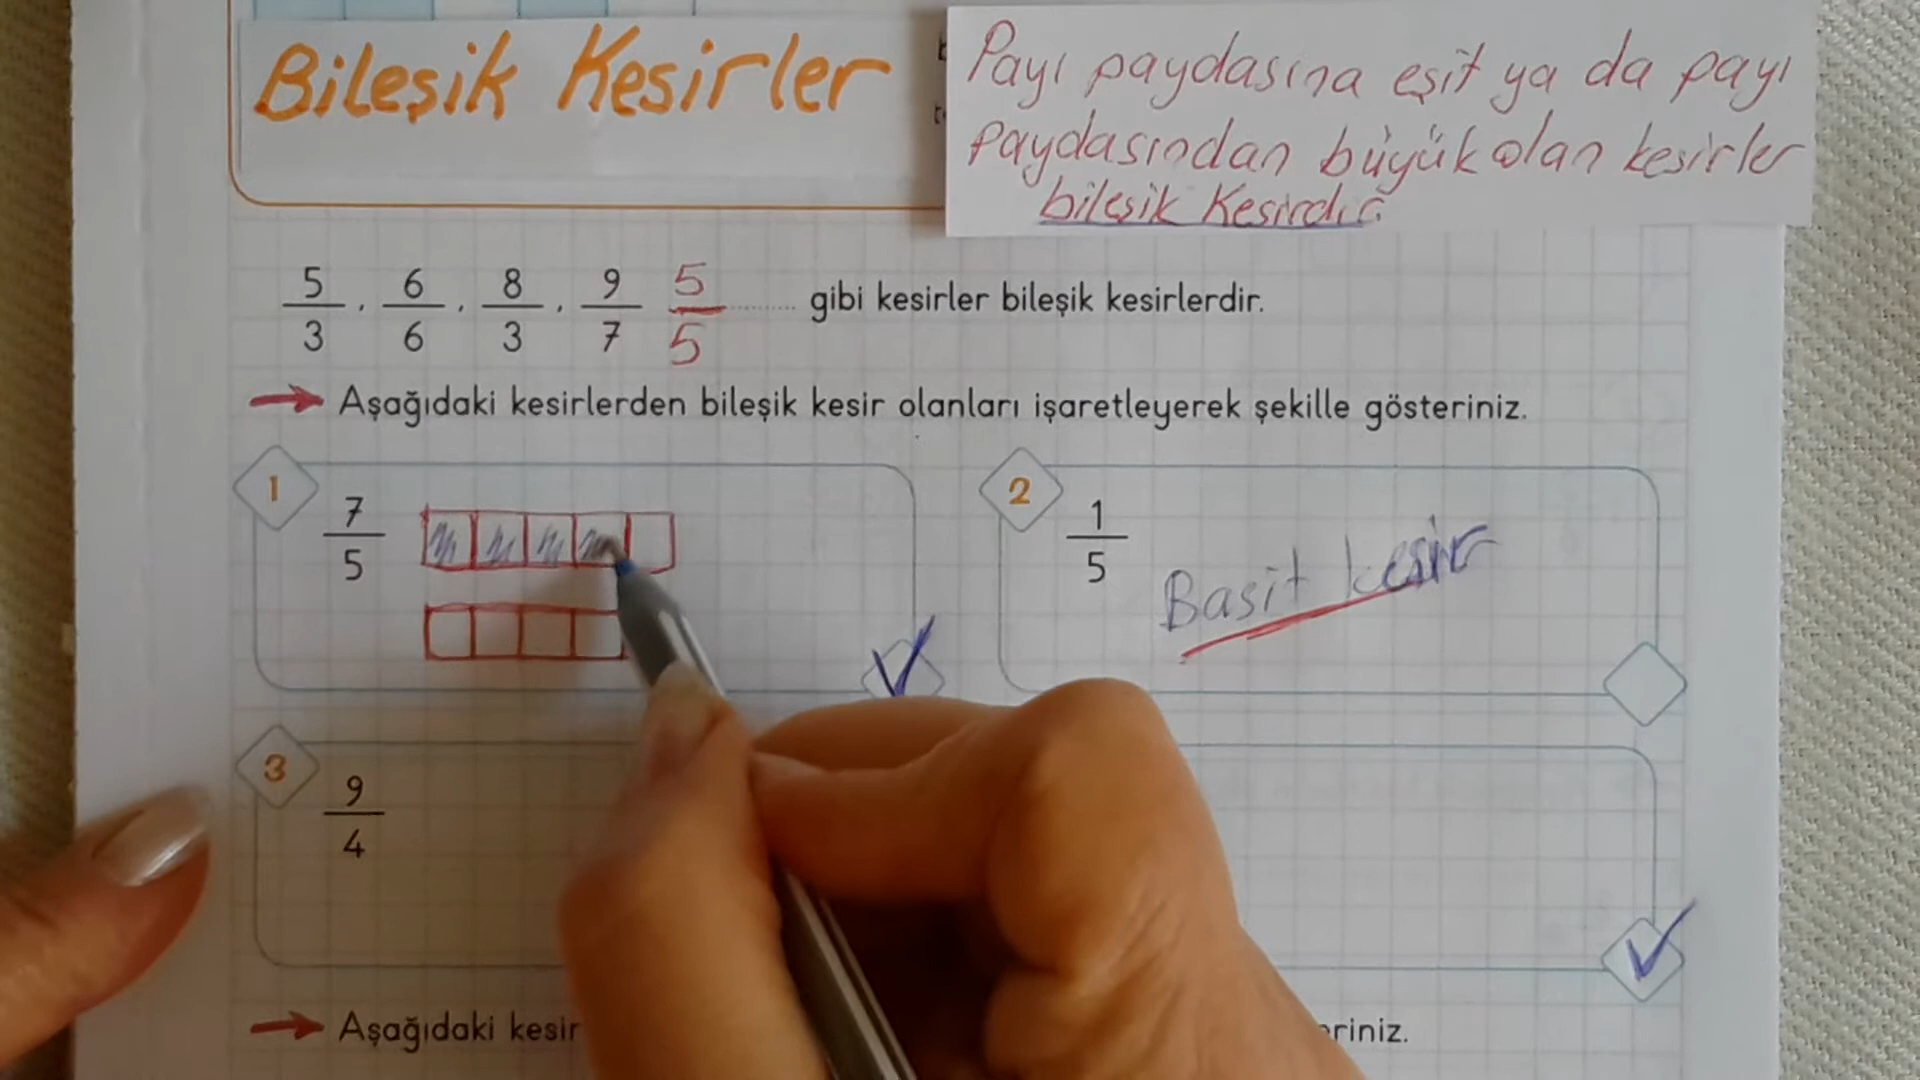 Bileşik Kesirler
Payı paydasına eşit ya da payı
paydasından büyük olan kesirler
bileşik kesirdir
5/3 , 6/6 , 8/3 , 9/7 5/5 ........... gibi kesirler bileşik kesirlerdir.
Aşağıdaki kesirlerden bileşik kesir olanları işaretleyerek şekille gösteriniz.
1
7/5
2
1/5
Basit kesir
3
9/4
Aşağıdaki